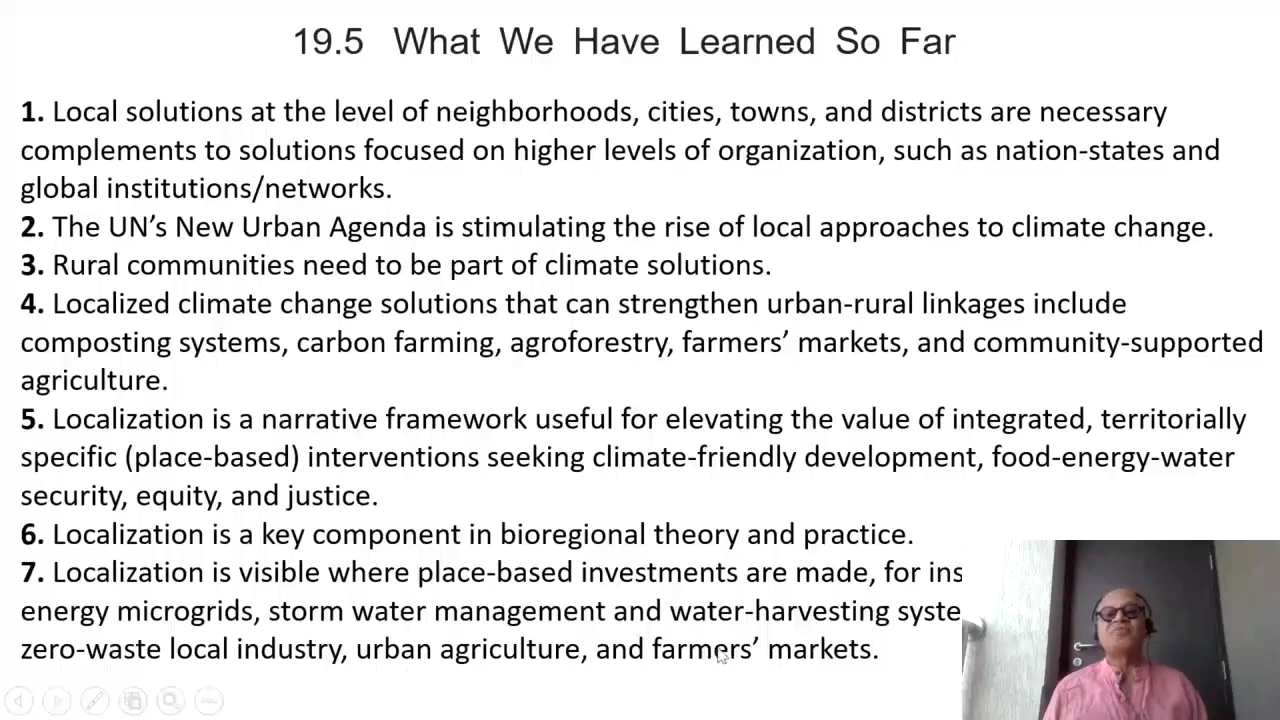 19.5 What We Have Learned So Far
1. Local solutions at the level of neighborhoods, cities, towns, and districts are necessary
complements to solutions focused on higher levels of organization, such as nation-states and
global institutions/networks.
2. The UN’s New Urban Agenda is stimulating the rise of local approaches to climate change.
3. Rural communities need to be part of climate solutions.
4. Localized climate change solutions that can strengthen urban-rural linkages include
composting systems, carbon farming, agroforestry, farmers’ markets, and community-supported
agriculture.
5. Localization is a narrative framework useful for elevating the value of integrated, territorially
specific (place-based) interventions seeking climate-friendly development, food-energy-water
security, equity, and justice.
6. Localization is a key component in bioregional theory and practice.
7. Localization is visible where place-based investments are made, for
energy microgrids, storm water management and water-harvesting
zero-waste local industry, urban agriculture, and farmers’ markets.